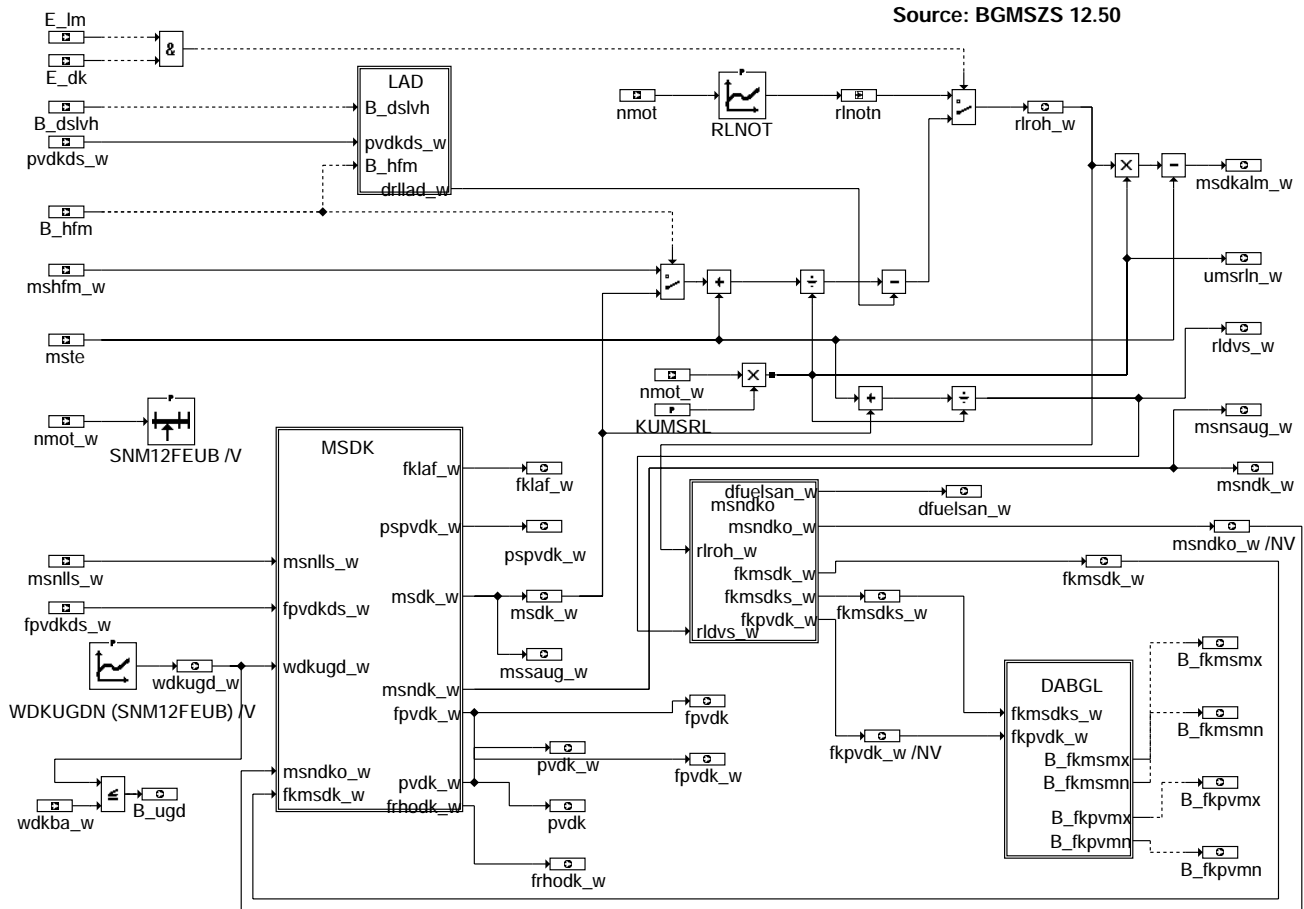 Source: BGMSZS 12.50
E_lm
&
E_dk
LAD
B_dslvh
B_dslvh
pvdkds_w
pvdkds_w
B_hfm
drllad_w
B_hfm
P
nmot
RLNOT
rlnotn
rlroh_w
×
-
msdkalm_w
mshfm_w
+
÷
-
umsrln_w
mste
rldvs_w
nmot_w
×
P
KUMSRL
+
÷
msnsaug_w
nmot_w
P
SNM12FEUB /V
msndk_w
MSDK
fklaf_w
fklaf_w
pspvdk_w
pspvdk_w
msnlls_w
msnlls_w
msdk_w
msdk_w
fpvdkds_w
fpvdkds_w
mssaug_w
P
wdkugd_w
wdkugd_w
WDKUGDN (SNM12FEUB) /V
msndk_w
fpvdk_w
fpvdk
pvdk_w
fpvdk_w
msndko_w
pvdk_w
fkmsdk_w
frhodk_w
pvdk
frhodk_w
≤
wdkba_w
B_ugd
dfuelsan_w
msndko
dfuelsan_w
msndko_w
msndko_w /NV
rlroh_w
fkmsdk_w
fkmsdk_w
fkmsdks_w
fkmsdks_w
fkpvdk_w
rldvs_w
fkpvdk_w /NV
DABGL
fkmsdks_w
fkpvdk_w
B_fkmsmx
B_fkmsmn
B_fkpvmx
B_fkpvmn
B_fkmsmx
B_fkmsmn
B_fkpvmx
B_fkpvmn